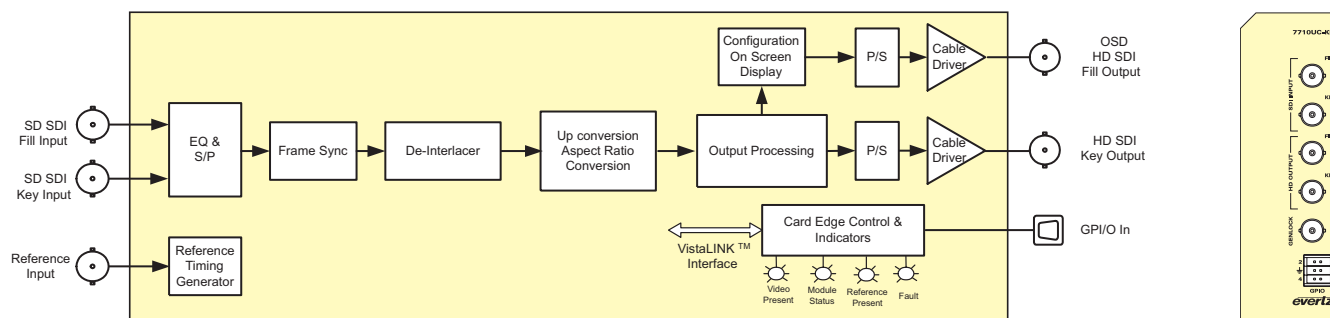 SD SDI
Fill Input
SD SDI
Key Input
Reference
Input
EQ &
S/P
Reference
Timing
Generator
Frame Sync
De-Interlacer
Up conversion
Aspect Ratio
Conversion
Output Processing
Configuration
On Screen
Display
P/S
Cable
Driver
OSD
HD SDI
Fill Output
P/S
Cable
Driver
HD SDI
Key Output
VistaLINK ™
Interface
Card Edge Control &
Indicators
Video
Present
Module
Status
Reference
Present
Fault
GPI/O In
SDI INPUT
HD OUTPUT
GENLOCK
2
4
GPIO